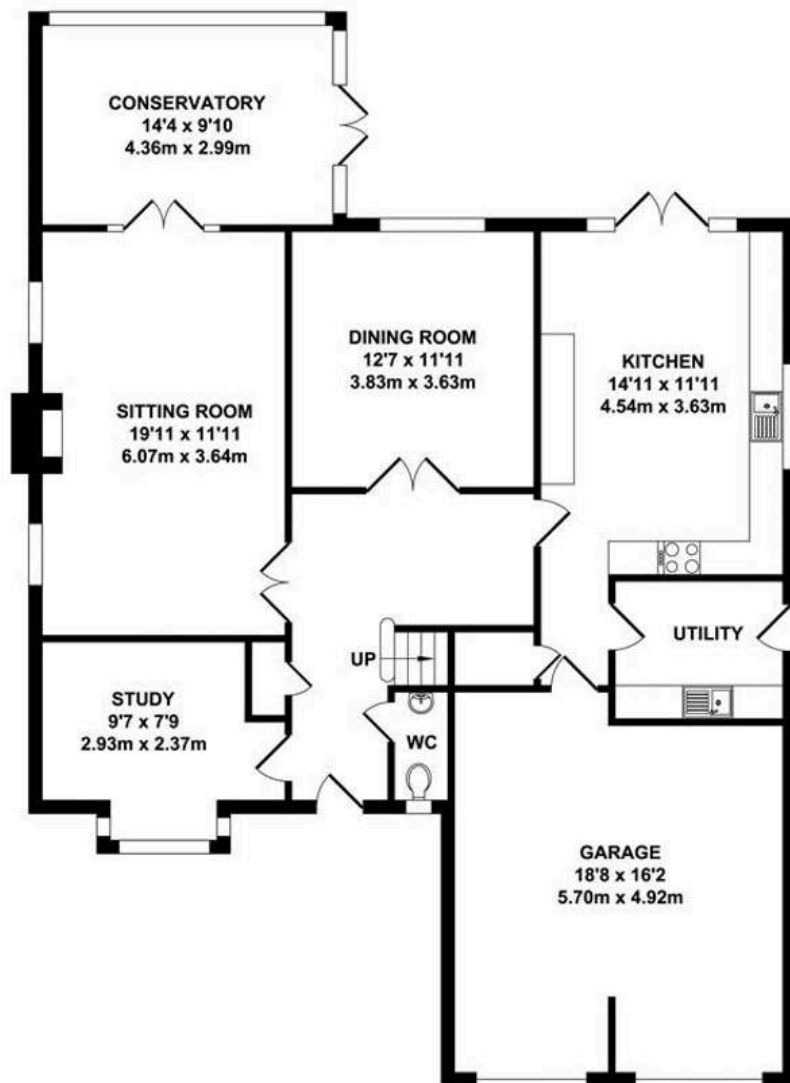 CONSERVATORY
14'4 x 9'10
4.36m x 2.99m
DINING ROOM
12'7 x 11'11
3.83m x 3.63m
KITCHEN
14'11 x 11'11
4.54m x 3.63m
SITTING ROOM
19'11 x 11'11
6.07m x 3.64m
UTILITY
UP
STUDY
9'7 x 7'9
2.93m x 2.37m
WC
GARAGE
18'8 x 16'2
5.70m x 4.92m